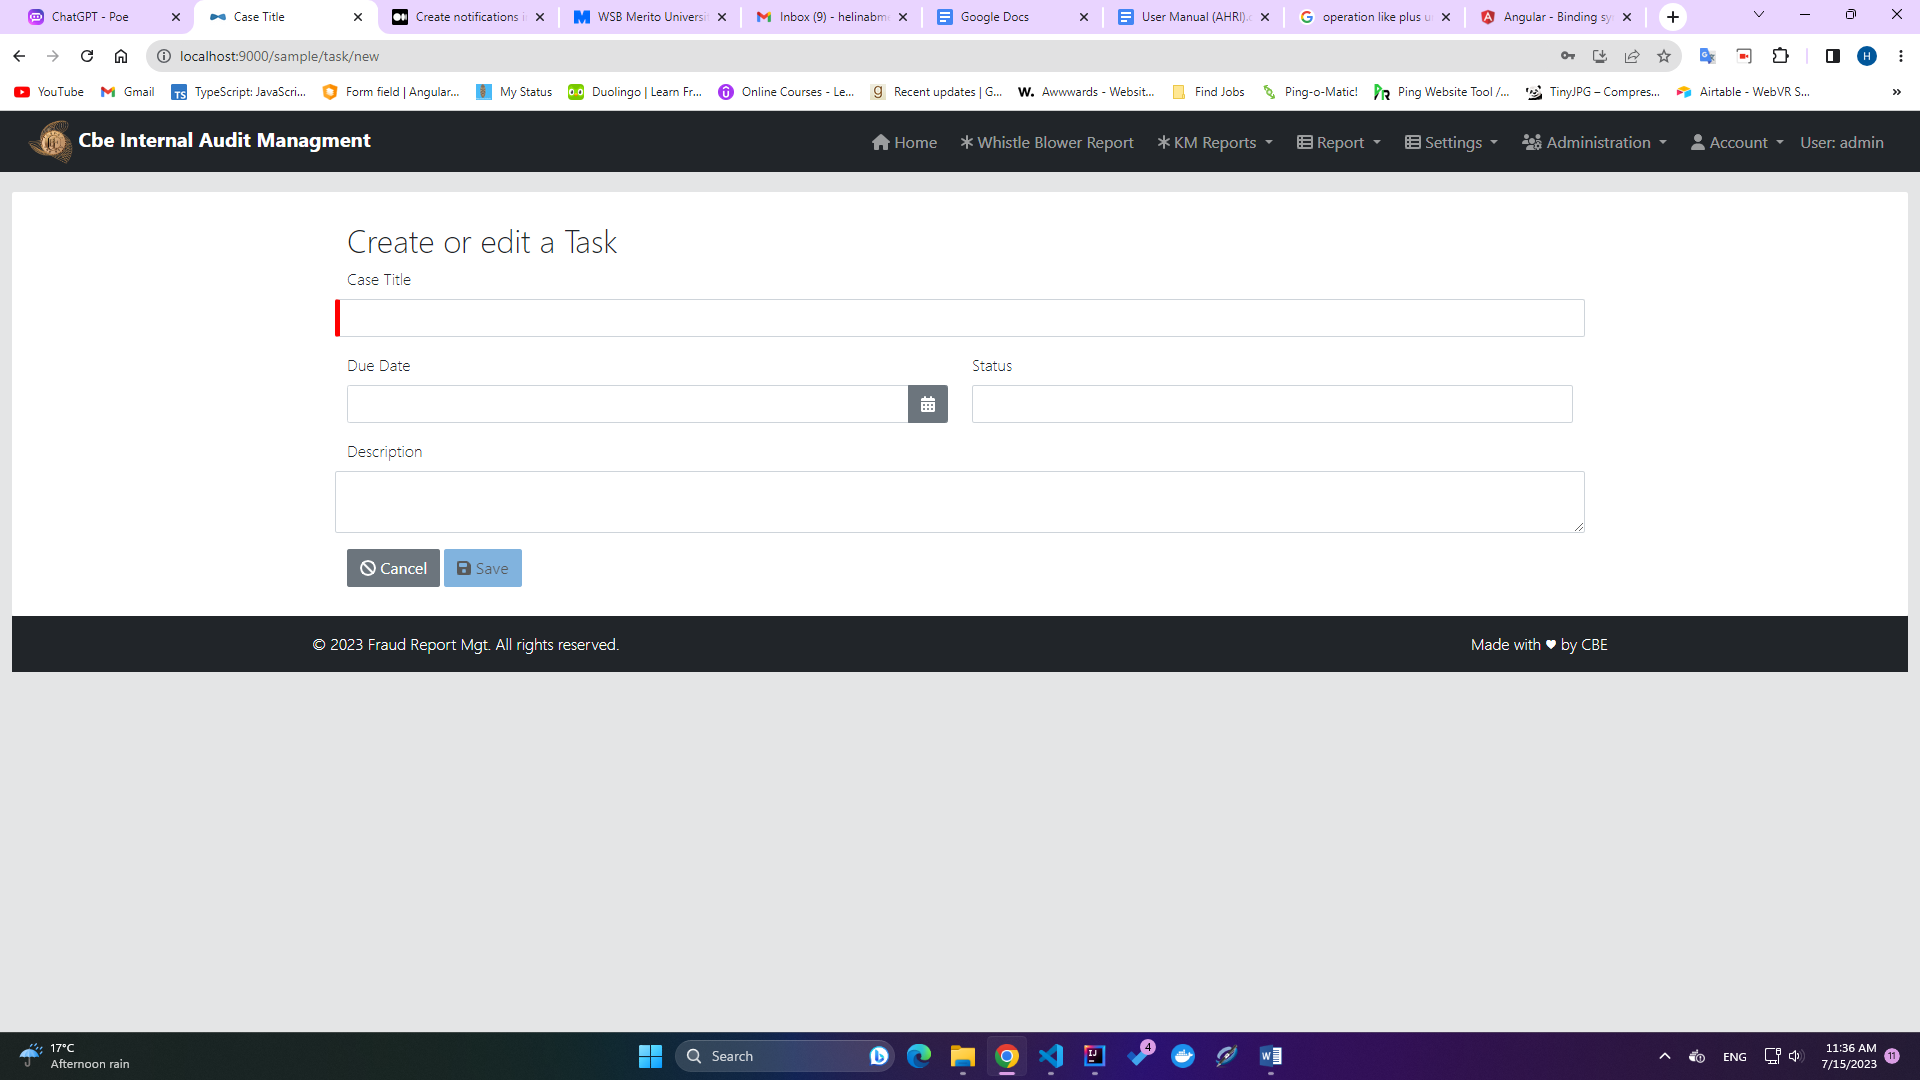 ChatGPT - Poe
Case Title
Create notifications i
WSB Merito Universi
Inbox (9) - helinabme
Google Docs
User Manual (AHRI).
operation like plus u
Angular - Binding sy
localhost:9000/sample/task/new
H
YouTube
Gmail
TypeScript: JavaScri...
Form field | Angular...
My Status
Duolingo | Learn Fr...
Online Courses - Le...
Recent updates | G...
Awwwards - Websit...
Find Jobs
Ping-o-Matic!
Ping Website Tool /...
TinyJPG – Compres...
Airtable - WebVR S...
»
Cbe Internal Audit Managment
Home
Whistle Blower Report
KM Reports
Report
Settings
Administration
Account
User: admin
Create or edit a Task
Case Title
Due Date
Status
Description
Cancel
Save
© 2023 Fraud Report Mgt. All rights reserved.
Made with ♥ by CBE
17°C
Afternoon rain
Search
4
ENG
11:36 AM
7/15/2023
11